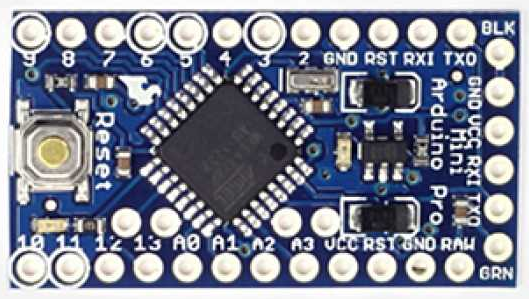 BLK
9 8 7 6 5 4 3 2 GND RST RXI TXO
GND VCC RXI TXO
Reset
Arduino Pro
Mini
10 11 12 13 A0 A1 A2 A3 VCC RST GND RAW
GRN